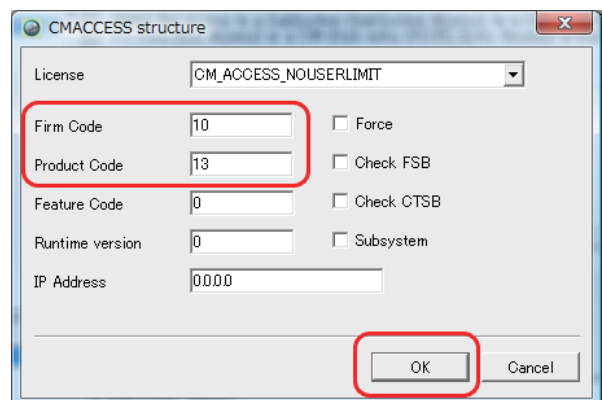 CMACCESS structure
License CM_ACCESS_NOUSERLIMIT
Firm Code 10 Force
Product Code 13 Check FSB
Feature Code 0 Check CTSB
Runtime version 0 Subsystem
IP Address 0.0.0.0
OK Cancel